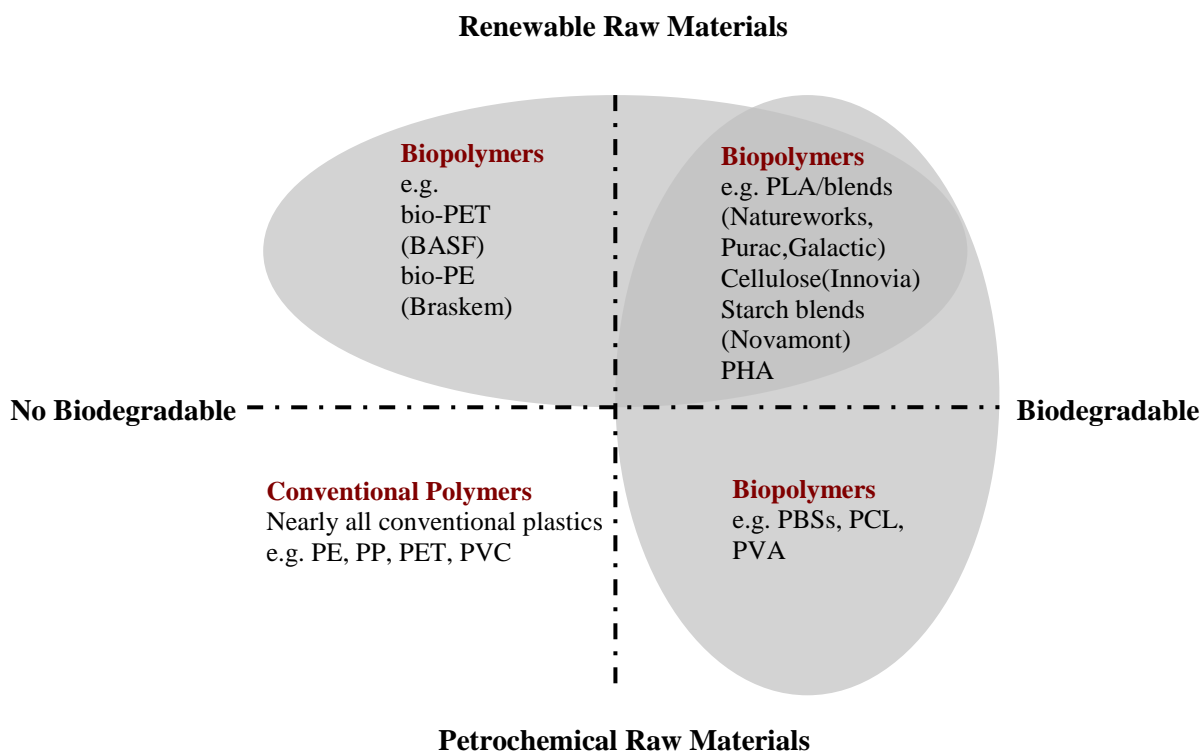 Renewable Raw Materials
Biopolymers
e.g.
bio-PET
(BASF)
bio-PE
(Braskem)
Biopolymers
e.g. PLA/blends
(Natureworks,
Purac,Galactic)
Cellulose(Innovia)
Starch blends
(Novamont)
PHA
No Biodegradable
Biodegradable
Conventional Polymers
Nearly all conventional plastics
e.g. PE, PP, PET, PVC
Biopolymers
e.g. PBSs, PCL,
PVA
Petrochemical Raw Materials